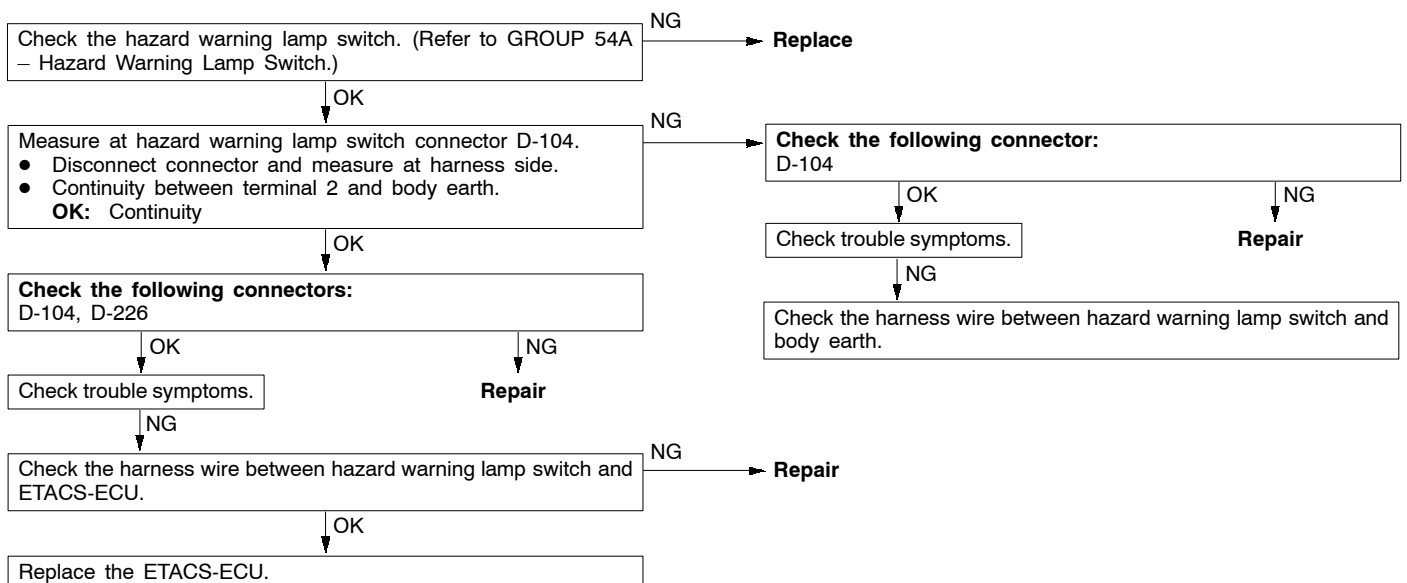 NG
Check the hazard warning lamp switch. (Refer to GROUP 54A
– Hazard Warning Lamp Switch.)
Replace
OK
NG
Measure at hazard warning lamp switch connector D-104.
● Disconnect connector and measure at harness side.
● Continuity between terminal 2 and body earth.
OK: Continuity
Check the following connector:
D-104
OK
NG
Check trouble symptoms.
Repair
NG
Check the harness wire between hazard warning lamp switch and
body earth.
OK
Check the following connectors:
D-104, D-226
OK
NG
Check trouble symptoms.
Repair
NG
NG
Check the harness wire between hazard warning lamp switch and
ETACS-ECU.
Repair
OK
Replace the ETACS-ECU.